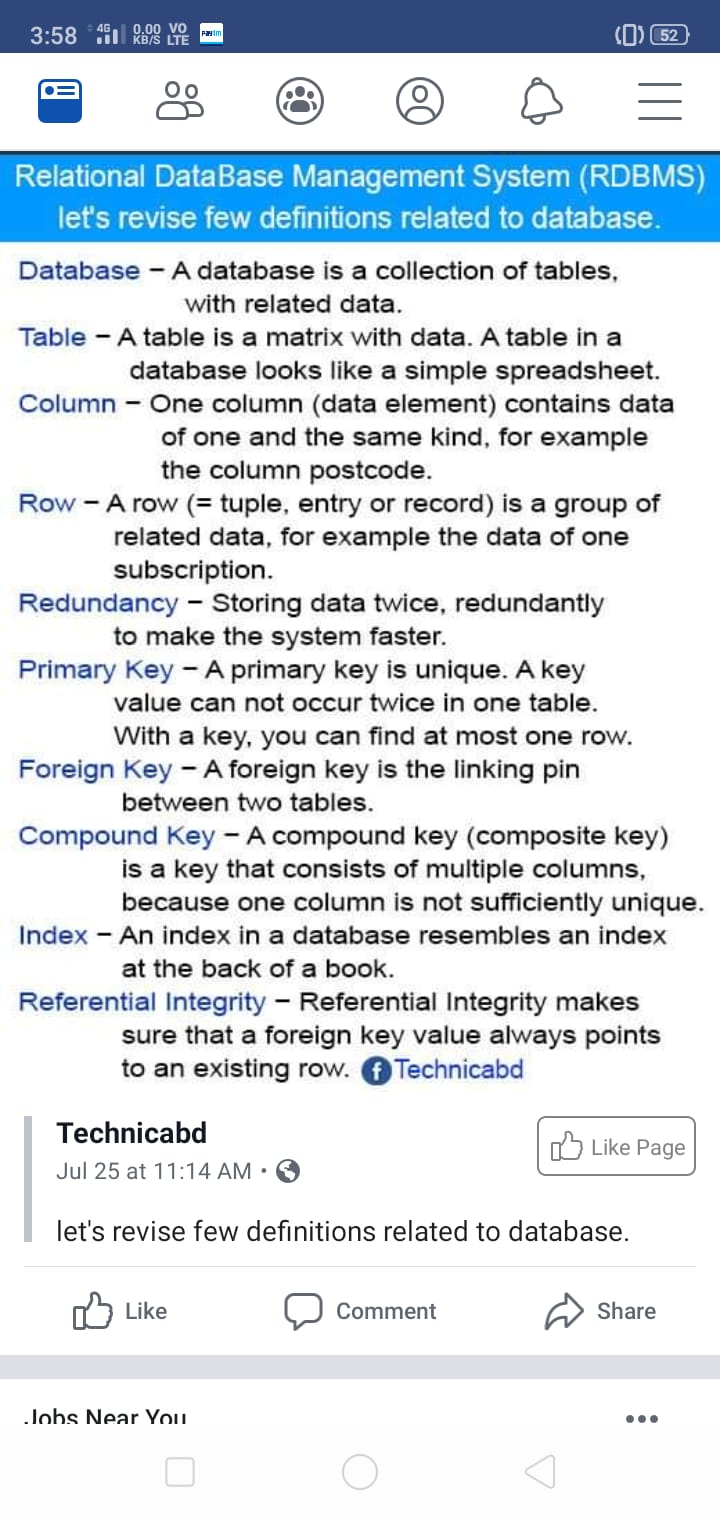 3:58 4G 0.00 KB/S VO LTE Paytm 52
Relational DataBase Management System (RDBMS)
let's revise few definitions related to database.
Database – A database is a collection of tables,
with related data.
Table – A table is a matrix with data. A table in a
database looks like a simple spreadsheet.
Column – One column (data element) contains data
of one and the same kind, for example
the column postcode.
Row – A row (= tuple, entry or record) is a group of
related data, for example the data of one
subscription.
Redundancy – Storing data twice, redundantly
to make the system faster.
Primary Key – A primary key is unique. A key
value can not occur twice in one table.
With a key, you can find at most one row.
Foreign Key – A foreign key is the linking pin
between two tables.
Compound Key – A compound key (composite key)
is a key that consists of multiple columns,
because one column is not sufficiently unique.
Index – An index in a database resembles an index
at the back of a book.
Referential Integrity – Referential Integrity makes
sure that a foreign key value always points
to an existing row. f Technicabd
Technicabd
Like Page
Jul 25 at 11:14 AM •
let's revise few definitions related to database.
Like Comment Share
Jobs Near You